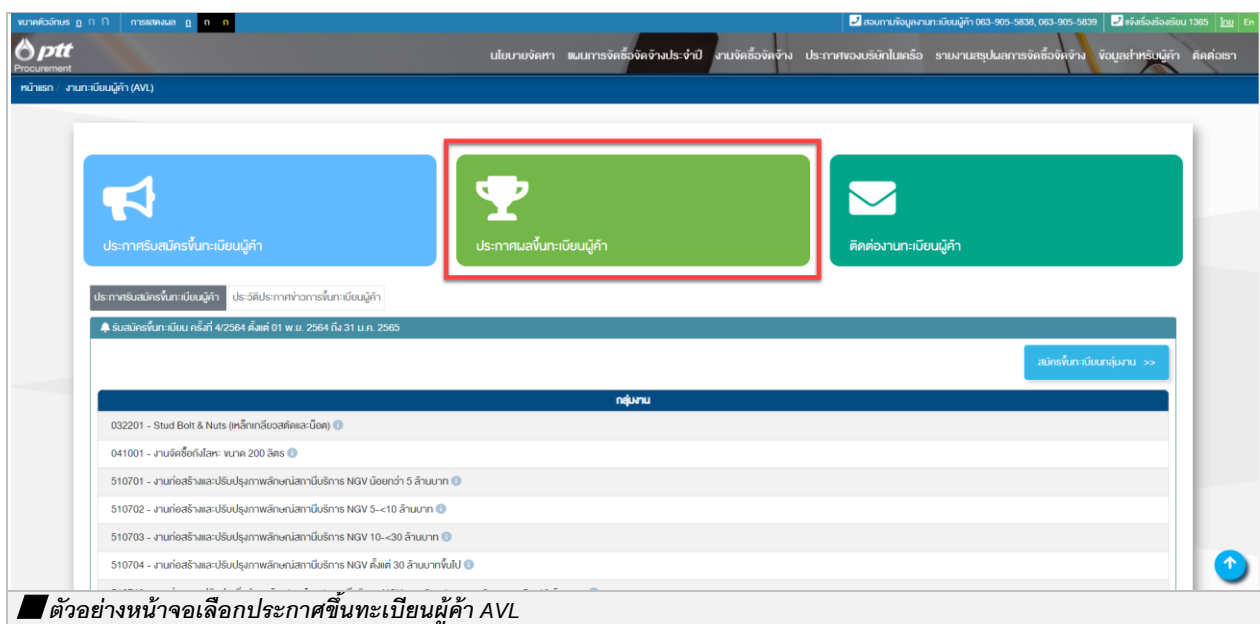 ขนาดตัวอักษร ก ก ก การแสดงผล ก ก ก สอบถามข้อมูลงานทะเบียนผู้ค้า 063-905-5838, 063-905-5839 แจ้งเรื่องร้องเรียน 1365 ไทย En
ptt
Procurement
นโยบายจัดหา แผนการจัดซื้อจัดจ้างประจำปี งานจัดซื้อจัดจ้าง ประกาศของบริษัทในเครือ รายงานสรุปผลการจัดซื้อจัดจ้าง ข้อมูลสำหรับผู้ค้า ติดต่อเรา
หน้าแรก / งานทะเบียนผู้ค้า (AVL)
ประกาศรับสมัครขึ้นทะเบียนผู้ค้า
ประกาศผลขึ้นทะเบียนผู้ค้า
ติดต่องานทะเบียนผู้ค้า
ประกาศรับสมัครขึ้นทะเบียนผู้ค้า ประวัติประกาศข่าวการขึ้นทะเบียนผู้ค้า
รับสมัครขึ้นทะเบียน ครั้งที่ 4/2564 ตั้งแต่ 01 พ.ย. 2564 ถึง 31 ม.ค. 2565
สมัครขึ้นทะเบียนกลุ่มงาน >>
กลุ่มงาน
032201 - Stud Bolt & Nuts (เหล็กเกลียวสตัดและน็อต)
041001 - งานจัดซื้อถังโลหะ ขนาด 200 ลิตร
510701 - งานก่อสร้างและปรับปรุงภาพลักษณ์สถานีบริการ NGV น้อยกว่า 5 ล้านบาท
510702 - งานก่อสร้างและปรับปรุงภาพลักษณ์สถานีบริการ NGV 5-<10 ล้านบาท
510703 - งานก่อสร้างและปรับปรุงภาพลักษณ์สถานีบริการ NGV 10-<30 ล้านบาท
510704 - งานก่อสร้างและปรับปรุงภาพลักษณ์สถานีบริการ NGV ตั้งแต่ 30 ล้านบาทขึ้นไป
ตัวอย่างหน้าจอเลือกประกาศขึ้นทะเบียนผู้ค้า AVL